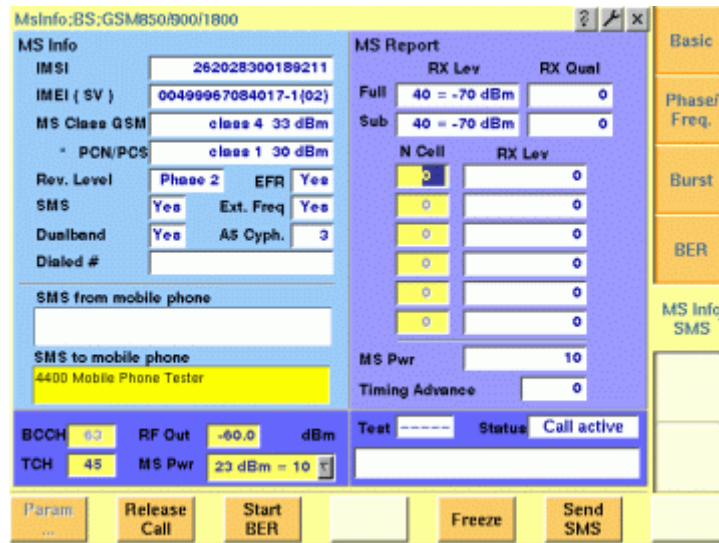 MsInfo;BS;GSM850/900/1800
? x
MS Info
IMSI 262028300189211
IMEI ( SV ) 00499967084017-1(02)
MS Class GSM class 4 33 dBm
* PCN/PCS class 1 30 dBm
Rev. Level Phase 2 EFR Yes
SMS Yes Ext. Freq Yes
Dualband Yes A5 Cyph. 3
Dialed #
SMS from mobile phone
SMS to mobile phone
4400 Mobile Phone Tester
MS Report
RX Lev RX Qual
Full 40 = -70 dBm 0
Sub 40 = -70 dBm 0
N Cell RX Lev
0 0
0 0
0 0
0 0
0 0
0 0
MS Pwr 10
Timing Advance 0
BCCH 63 RF Out -60.0 dBm
TCH 45 MS Pwr 23 dBm = 10
Test ----- Status Call active
Basic
Phase/
Freq.
Burst
BER
MS Info
SMS
Param
...
Release
Call
Start
BER
Freeze
Send
SMS